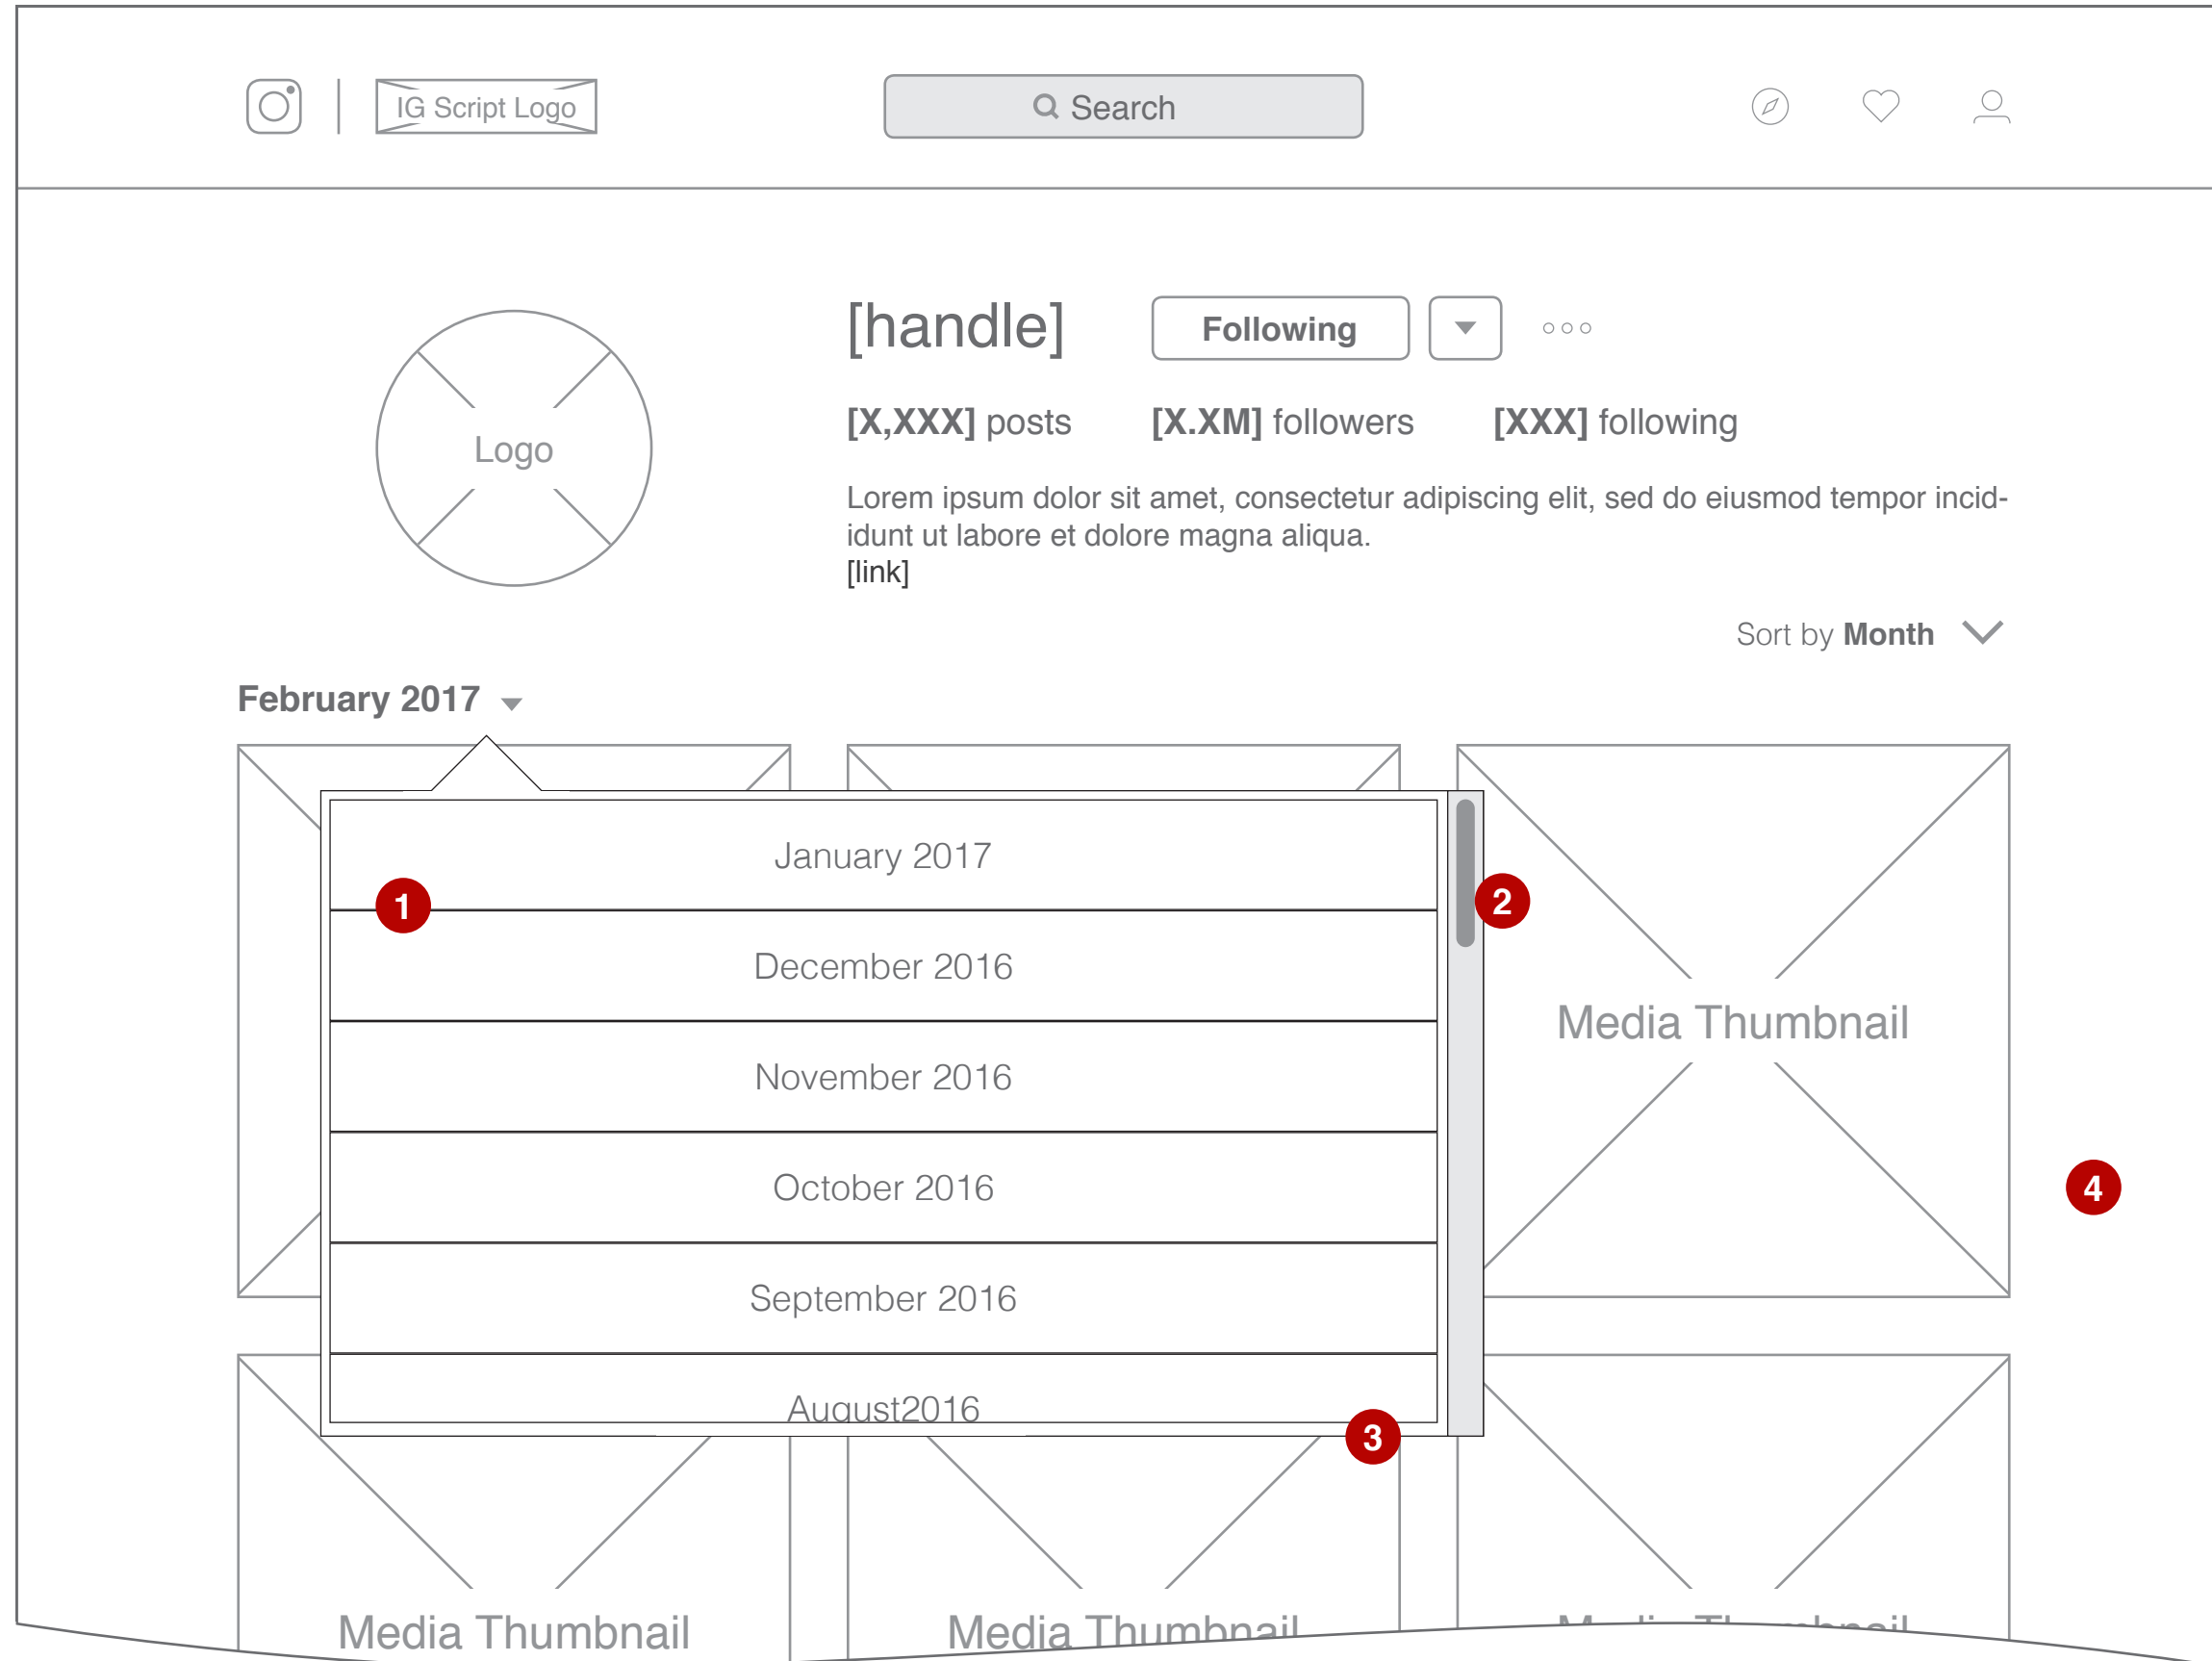 IG Script Logo
Search
[handle]
Following
[X,XXX] posts
[X.XM] followers
[XXX] following
Logo
Lorem ipsum dolor sit amet, consectetur adipiscing elit, sed do eiusmod tempor incid-
idunt ut labore et dolore magna aliqua.
[link]
Sort by Month
February 2017
January 2017
1
2
December 2016
Media Thumbnail
November 2016
October 2016
4
September 2016
August2016
3
Media Thumbnail
Media Thumbnail
Media Thumbnail